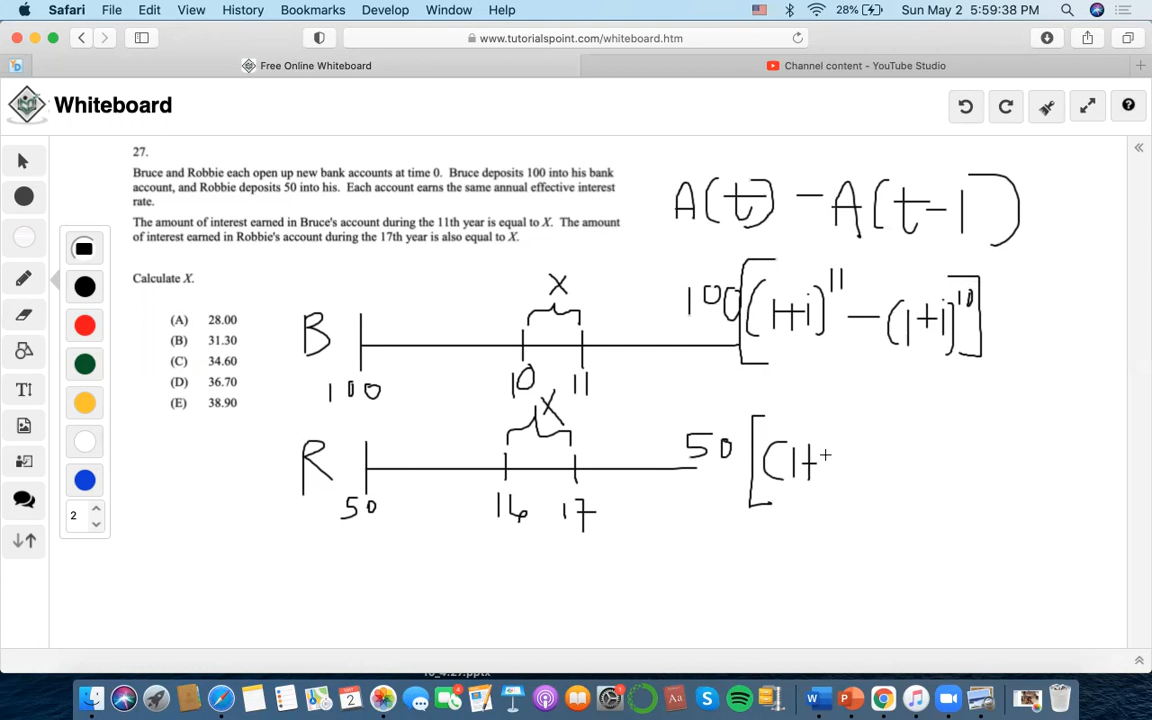 Safari File Edit View History Bookmarks Develop Window Help 28% Sun May 2 5:59:38 PM
www.tutorialspoint.com/whiteboard.htm
Free Online Whiteboard Channel content - YouTube Studio
Whiteboard
27.
Bruce and Robbie each open up new bank accounts at time 0. Bruce deposits 100 into his bank
account, and Robbie deposits 50 into his. Each account earns the same annual effective interest
rate.
The amount of interest earned in Bruce's account during the 11th year is equal to X. The amount
of interest earned in Robbie's account during the 17th year is also equal to X.
Calculate X.
(A) 28.00
(B) 31.30
(C) 34.60
(D) 36.70
(E) 38.90
A(t) - A(t-1)
X
100[(1+i)^11 - (1+i)^10]
B
100 10 11
X
R
50[(1+
50 16 17
T
2